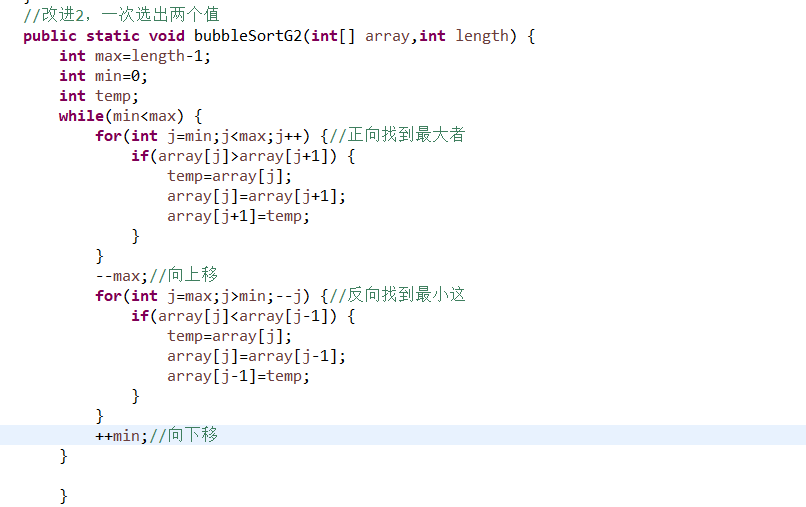 //改进2，一次选出两个值
public static void bubbleSortG2(int[] array,int length) {
int max=length-1;
int min=0;
int temp;
while(min<max) {
for(int j=min;j<max;j++) {//正向找到最大者
if(array[j]>array[j+1]) {
temp=array[j];
array[j]=array[j+1];
array[j+1]=temp;
}
}
--max;//向上移
for(int j=max;j>min;--j) {//反向找到最小这
if(array[j]<array[j-1]) {
temp=array[j];
array[j]=array[j-1];
array[j-1]=temp;
}
}
++min;//向下移
}
}